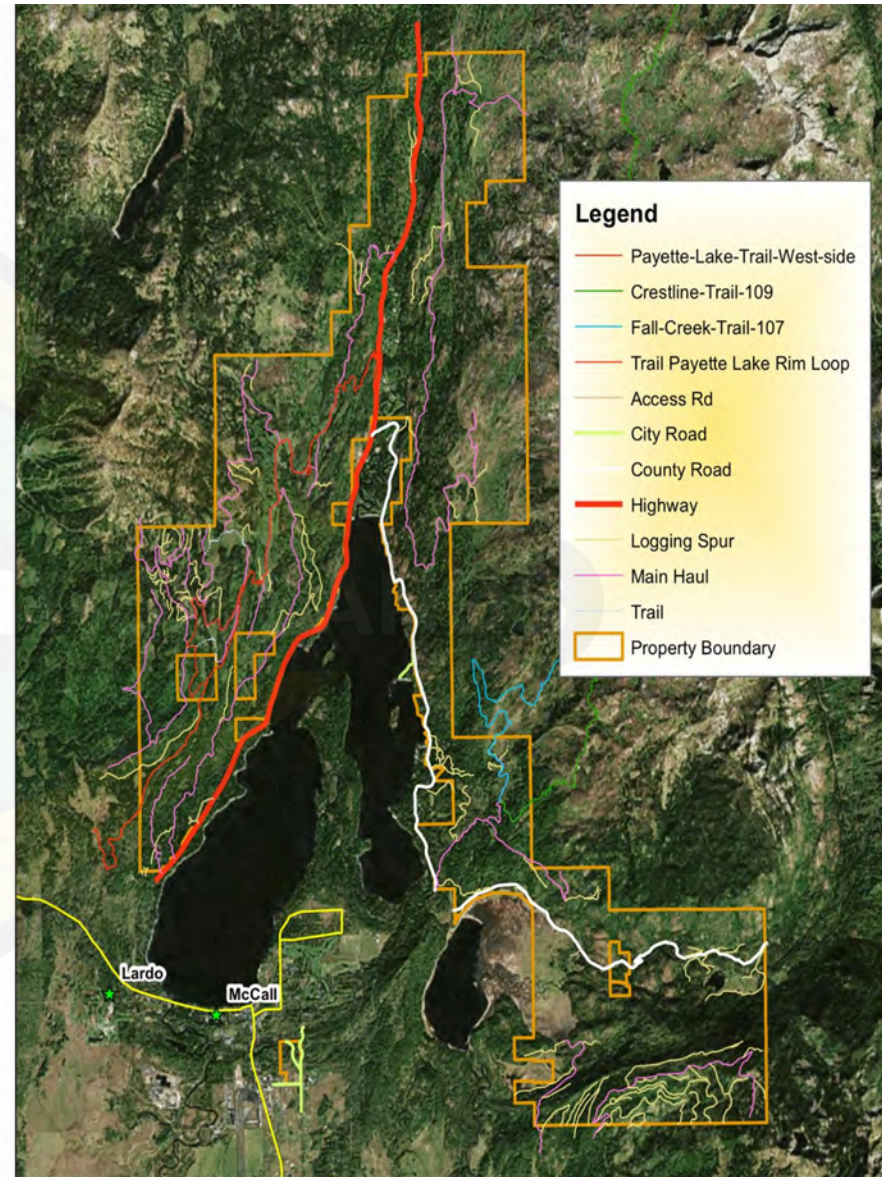 Legend
Payette-Lake-Trail-West-side
Crestline-Trail-109
Fall-Creek-Trail-107
Trail Payette Lake Rim Loop
Access Rd
City Road
County Road
Highway
Logging Spur
Main Haul
Trail
Property Boundary
Lardo
McCall